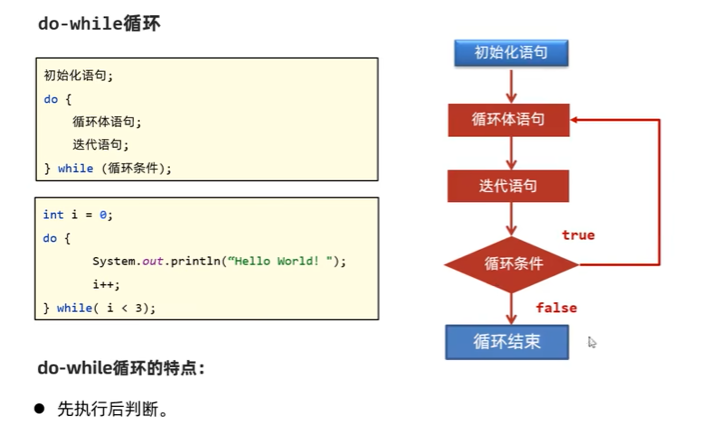 do-while循环
初始化语句;
do {
循环体语句;
迭代语句;
} while (循环条件);
int i = 0;
do {
System.out.println(“Hello World! ");
i++;
} while( i < 3);
do-while循环的特点：
● 先执行后判断。
初始化语句
循环体语句
迭代语句
true
循环条件
false
循环结束